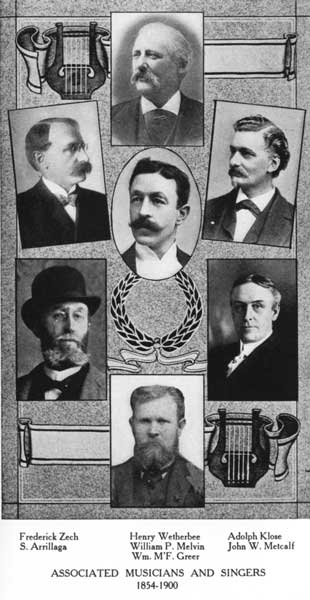 Frederick Zech Henry Wetherbee Adolph Klose
S. Arrillaga William P. Melvin John W. Metcalf
Wm. M'F. Greer
ASSOCIATED MUSICIANS AND SINGERS
1854-1900